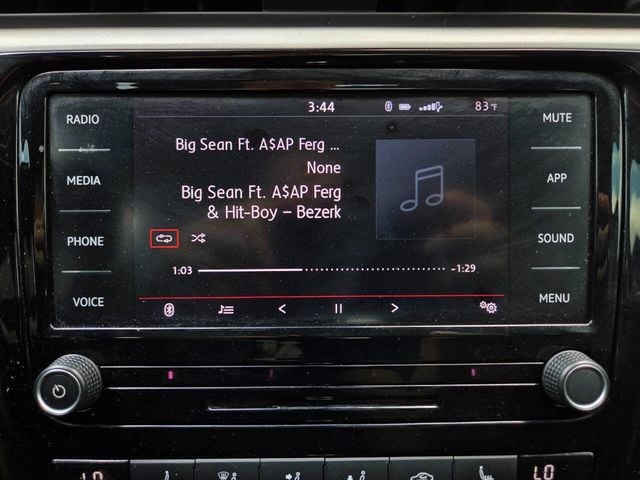 3:44 83°F
RADIO
MUTE
MEDIA
APP
PHONE
SOUND
VOICE
MENU
Big Sean Ft. A$AP Ferg ...
None
Big Sean Ft. A$AP Ferg
& Hit-Boy – Bezerk
1:03 -1:29
LO LO